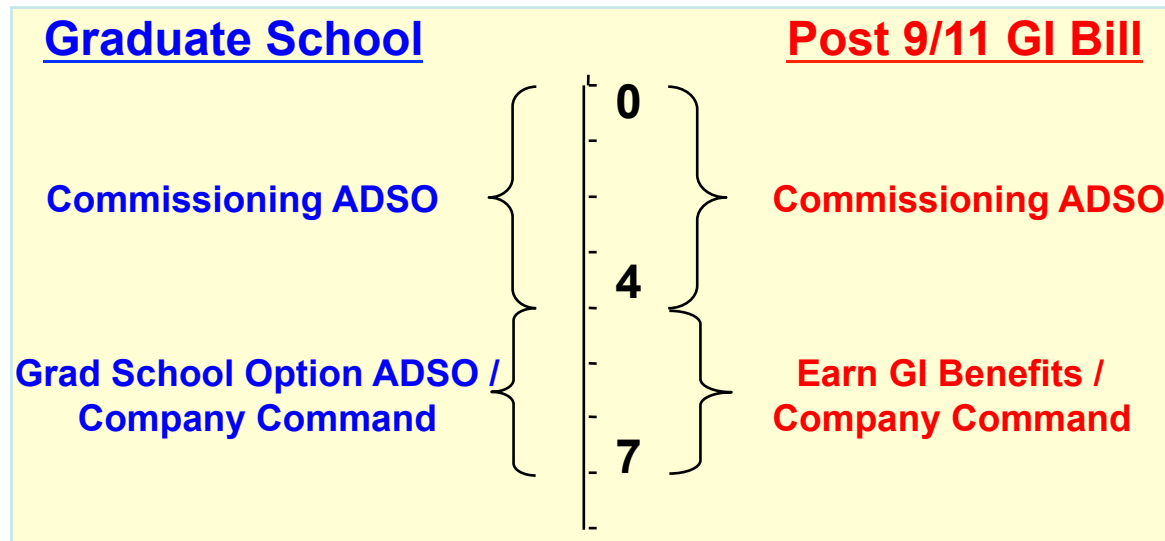 Graduate School
Post 9/11 GI Bill
0
Commissioning ADSO
Commissioning ADSO
4
Grad School Option ADSO /
Company Command
Earn GI Benefits /
Company Command
7